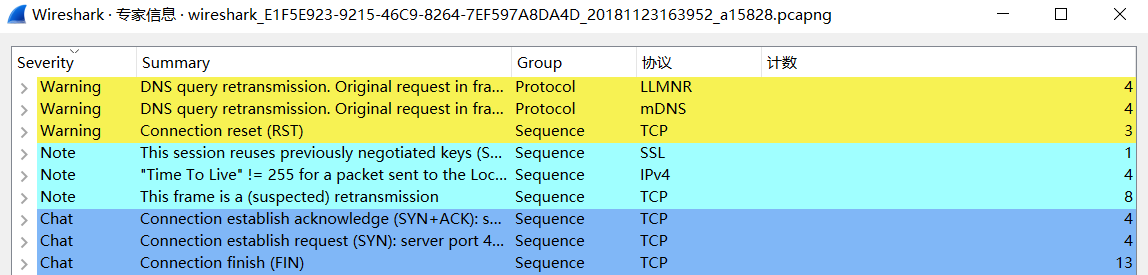 Wireshark · 专家信息 · wireshark_E1F5E923-9215-46C9-8264-7EF597A8DA4D_20181123163952_a15828.pcapng
Severity Summary Group 协议 计数
Warning DNS query retransmission. Original request in fra... Protocol LLMNR 4
Warning DNS query retransmission. Original request in fra... Protocol mDNS 4
Warning Connection reset (RST) Sequence TCP 3
Note This session reuses previously negotiated keys (S... Sequence SSL 1
Note "Time To Live" != 255 for a packet sent to the Loc... Sequence IPv4 4
Note This frame is a (suspected) retransmission Sequence TCP 8
Chat Connection establish acknowledge (SYN+ACK): s... Sequence TCP 4
Chat Connection establish request (SYN): server port 4... Sequence TCP 4
Chat Connection finish (FIN) Sequence TCP 13